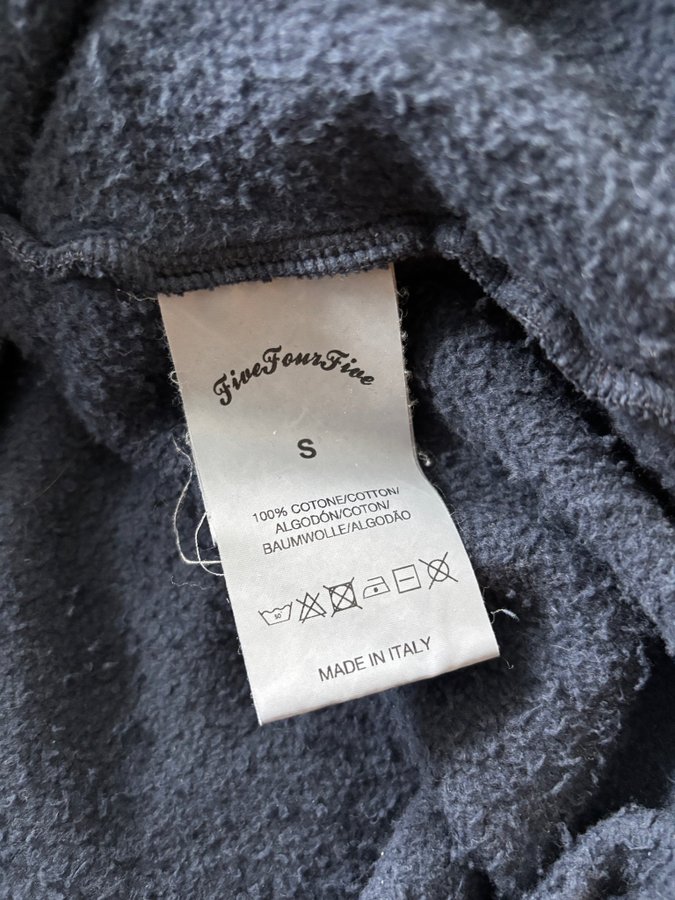 FiveFourFive
S
100% COTONE/COTTON/
ALGODÓN/COTON/
BAUMWOLLE/ALGODÃO
MADE IN ITALY